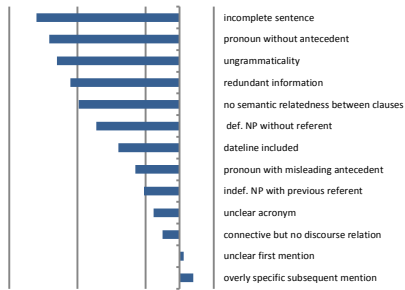 incomplete sentence
pronoun without antecedent
ungrammaticality
redundant information
no semantic relatedness between clauses
def. NP without referent
dateline included
pronoun with misleading antecedent
indef. NP with previous referent
unclear acronym
connective but no discourse relation
unclear first mention
overly specific subsequent mention